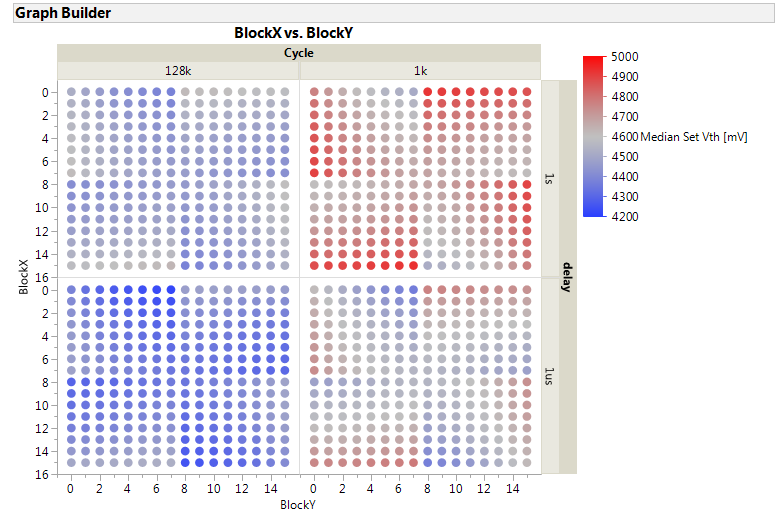 Graph Builder
BlockX vs. BlockY
Cycle
128k 1k
0
2
4
6
8
10
12
14
16
0
2
4
6
8
10
12
14
16
BlockX
1s
1us
delay
0 2 4 6 8 10 12 14 0 2 4 6 8 10 12 14
BlockY
5000
4900
4800
4700
4600 Median Set Vth [mV]
4500
4400
4300
4200